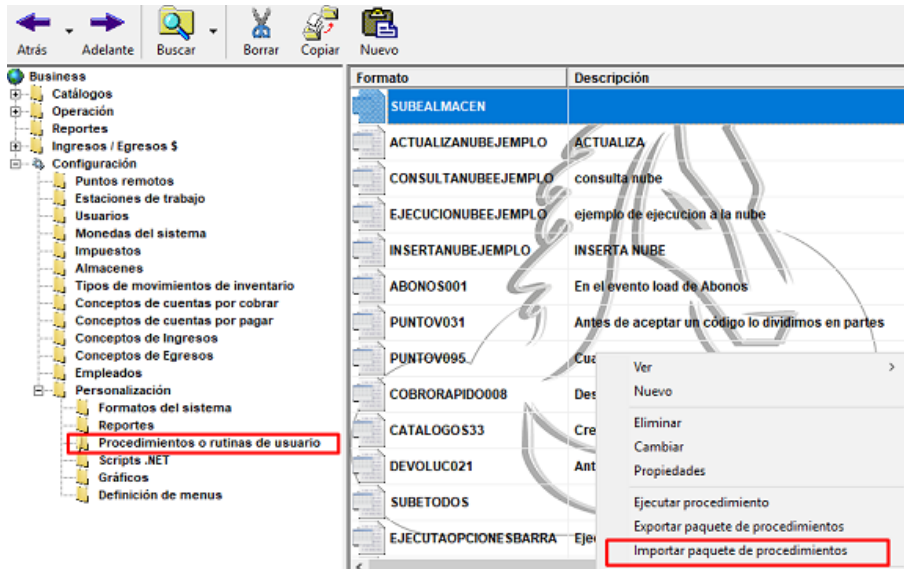 Atrás Adelante Buscar Borrar Copiar Nuevo
Business
Catálogos
Operación
Reportes
Ingresos / Egresos $
Configuración
Puntos remotos
Estaciones de trabajo
Usuarios
Monedas del sistema
Impuestos
Almacenes
Tipos de movimientos de inventario
Conceptos de cuentas por cobrar
Conceptos de cuentas por pagar
Conceptos de Ingresos
Conceptos de Egresos
Empleados
Personalización
Formatos del sistema
Reportes
Procedimientos o rutinas de usuario
Scripts .NET
Gráficos
Definición de menus
Formato Descripción
SUBEALMACEN
ACTUALIZANUBEJEMPLO ACTUALIZA
CONSULTANUBEEJEMPLO consulta nube
EJECUCIONUBEEJEMPLO ejemplo de ejecucion a la nube
INSERTANUBEJEMPLO INSERTA NUBE
ABONOS001 En el evento load de Abonos
PUNTOV031 Antes de aceptar un código lo dividimos en partes
PUNTOV095 Cua
COBRORAPIDO008 Des
CATALOGOS33 Cre
DEVOLUC021 Ant
SUBETODOS
EJECUTAOPCIONESBARRA Eje
Ver
Nuevo
Eliminar
Cambiar
Propiedades
Ejecutar procedimiento
Exportar paquete de procedimientos
Importar paquete de procedimientos